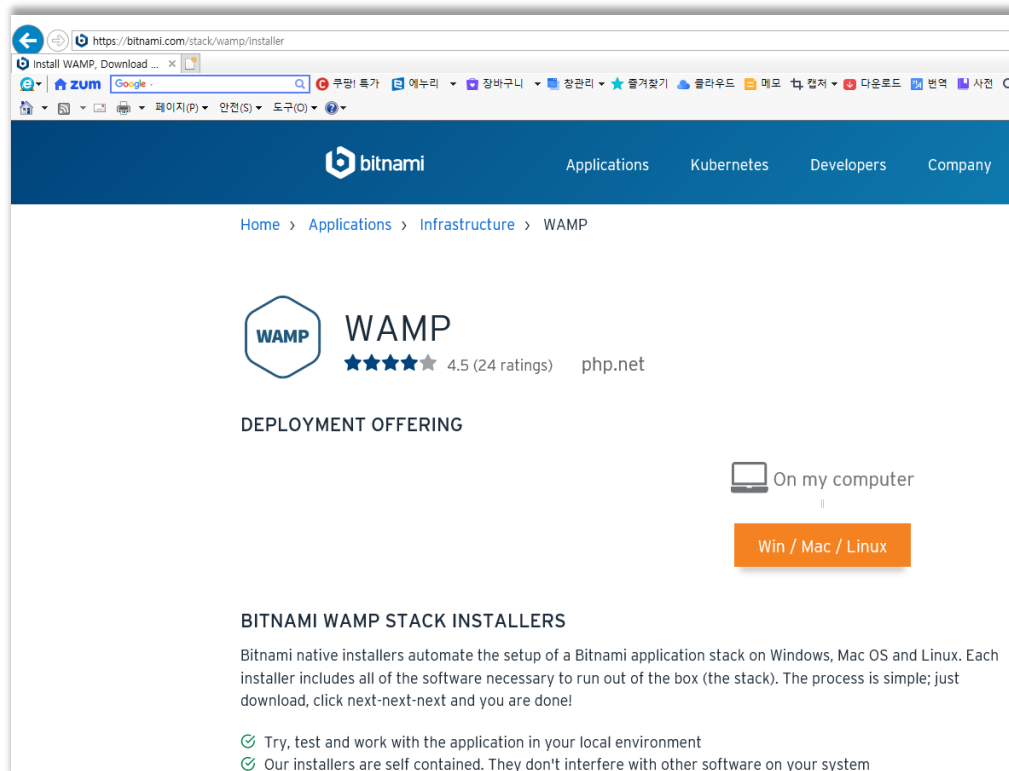 https://bitnami.com/stack/wamp/installer
Install WAMP, Download ...
zum Google 쿠팡! 특가 에누리 장바구니 창관리 즐겨찾기 클라우드 메모 캡처 다운로드 번역 사전
페이지(P) 안전(S) 도구(O)
bitnami Applications Kubernetes Developers Company
Home > Applications > Infrastructure > WAMP
WAMP WAMP
4.5 (24 ratings) php.net
DEPLOYMENT OFFERING
On my computer
Win / Mac / Linux
BITNAMI WAMP STACK INSTALLERS
Bitnami native installers automate the setup of a Bitnami application stack on Windows, Mac OS and Linux. Each
installer includes all of the software necessary to run out of the box (the stack). The process is simple; just
download, click next-next-next and you are done!
Try, test and work with the application in your local environment
Our installers are self contained. They don't interfere with other software on your system